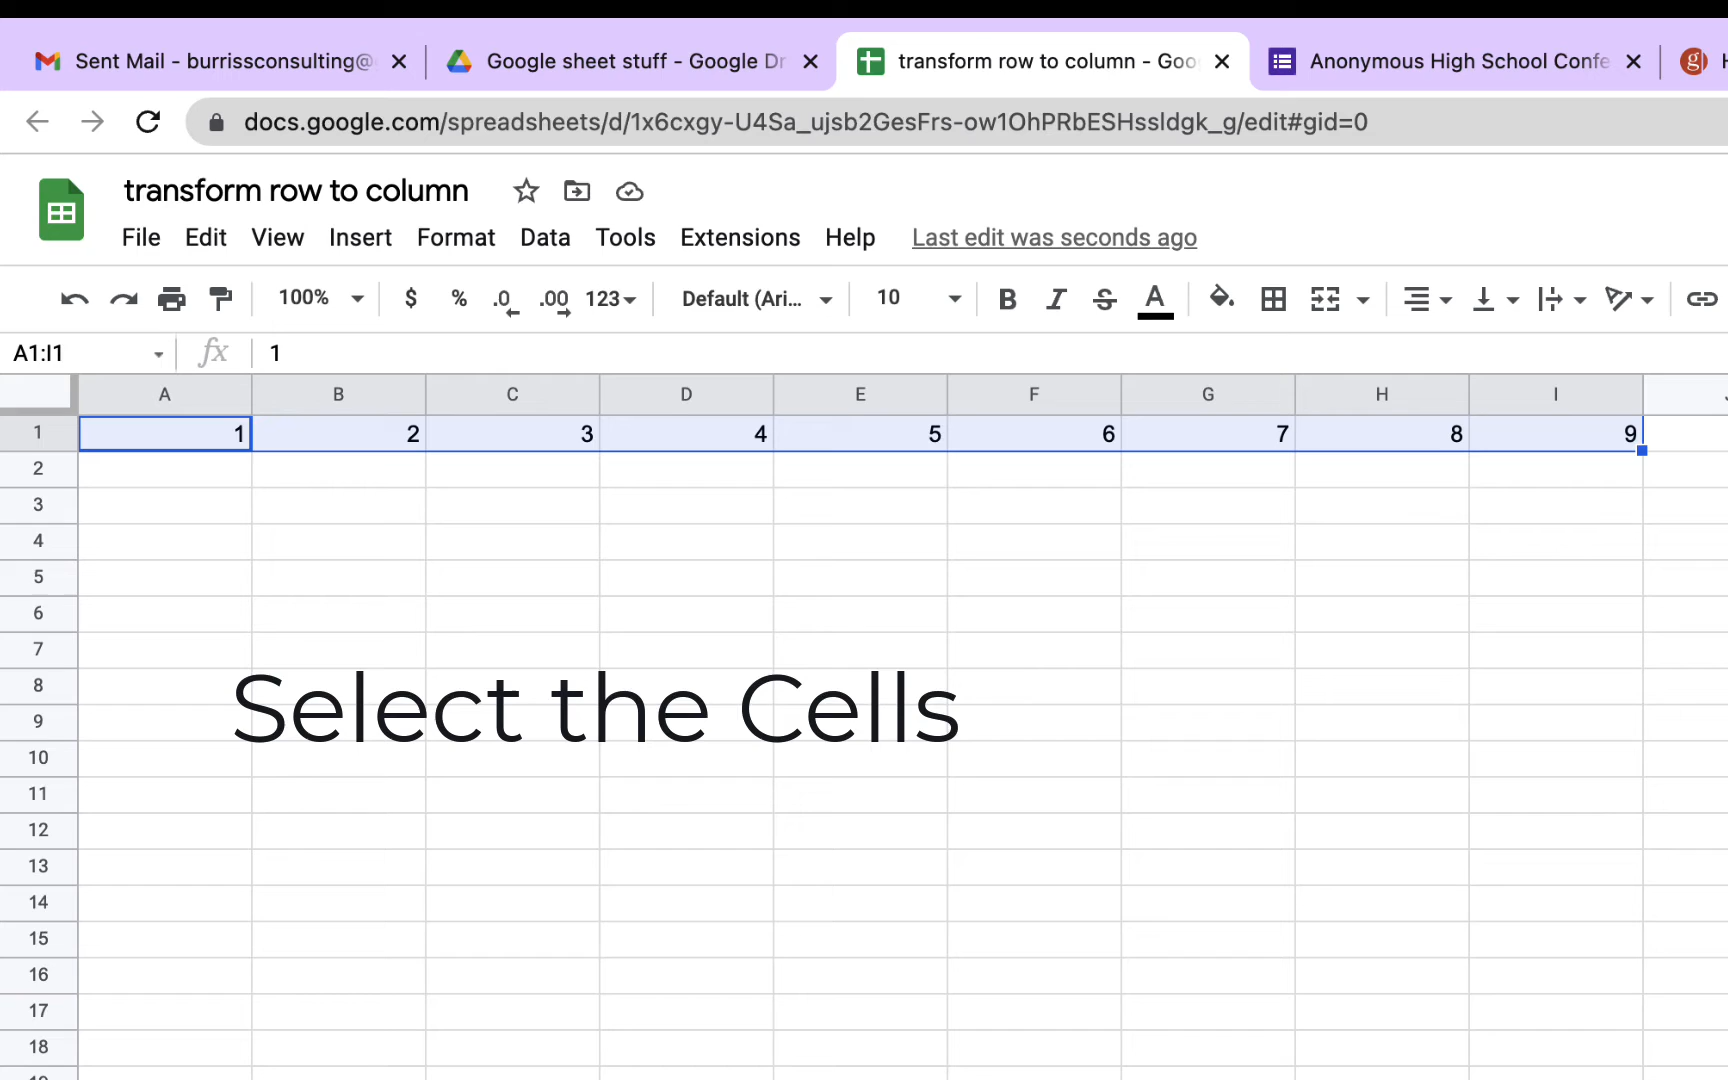 Sent Mail - burrissconsulting@
Google sheet stuff - Google Dr
transform row to column - Goo
Anonymous High School Confe
g
docs.google.com/spreadsheets/d/1x6cxgy-U4Sa_ujsb2GesFrs-ow1OhPRbESHssldgk_g/edit#gid=0
transform row to column
File Edit View Insert Format Data Tools Extensions Help Last edit was seconds ago
100% $ % .0 .00 123 Default (Ari... 10 B I S A
A1:I1 fx 1
A B C D E F G H I
1 1 2 3 4 5 6 7 8 9
2
3
4
5
6
7
8
Select the Cells
9
10
11
12
13
14
15
16
17
18